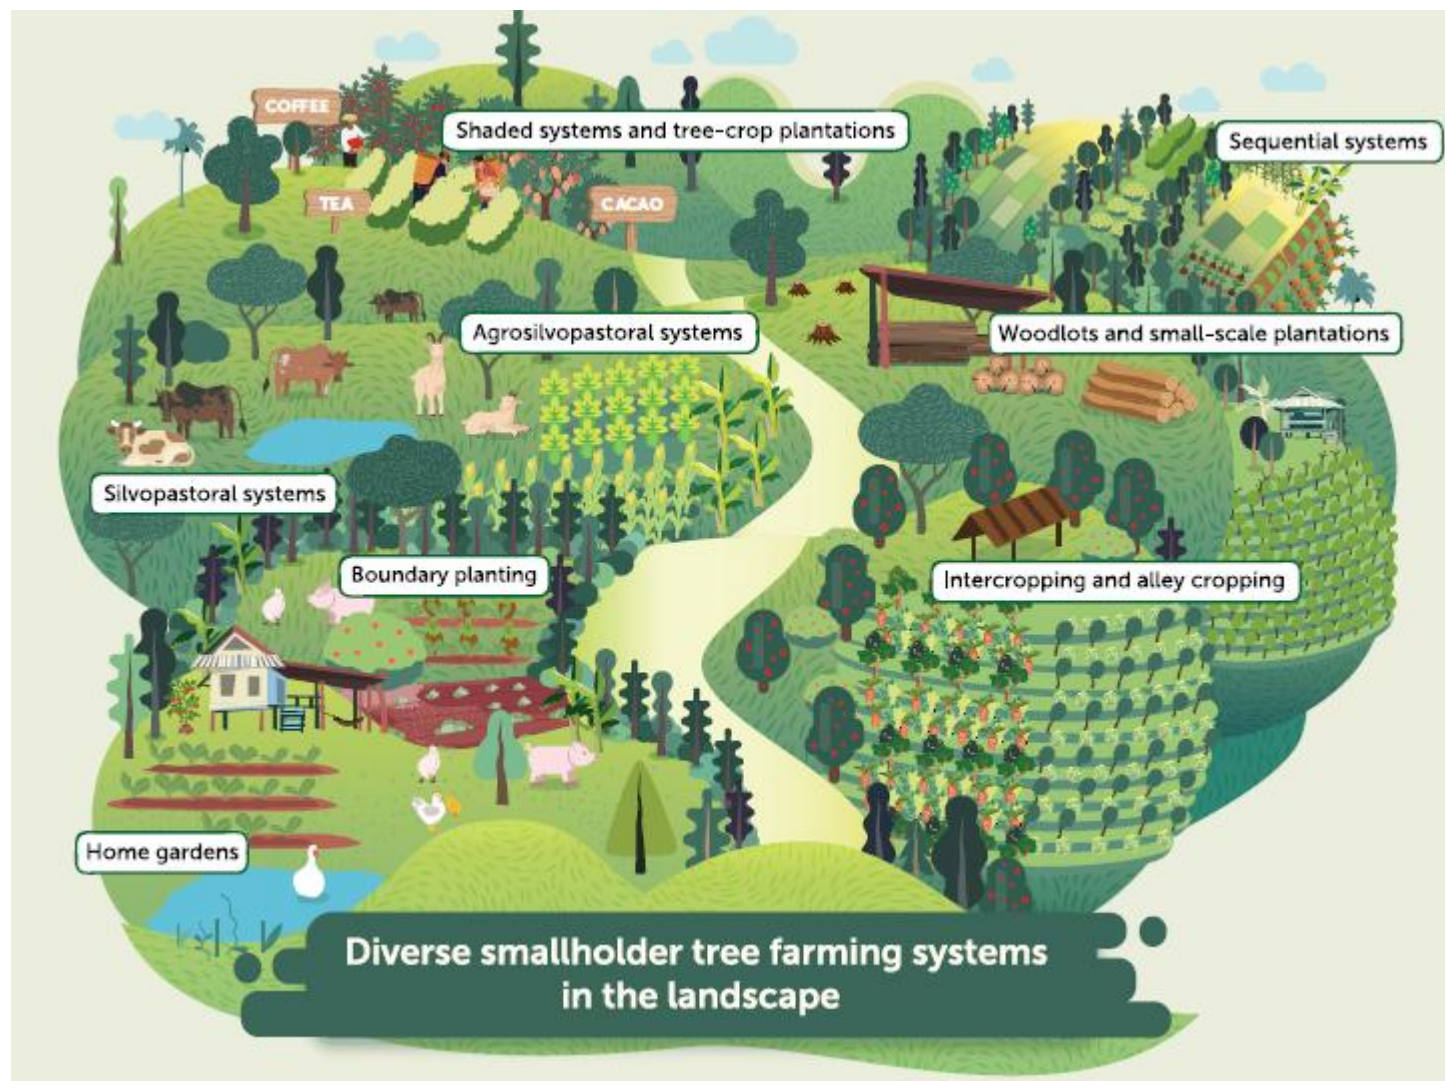 COFFEE
Shaded systems and tree-crop plantations
Sequential systems
TEA
CACAO
Agrosilvopastoral systems
Woodlots and small-scale plantations
Silvopastoral systems
Boundary planting
Intercropping and alley cropping
Home gardens
Diverse smallholder tree farming systems
in the landscape